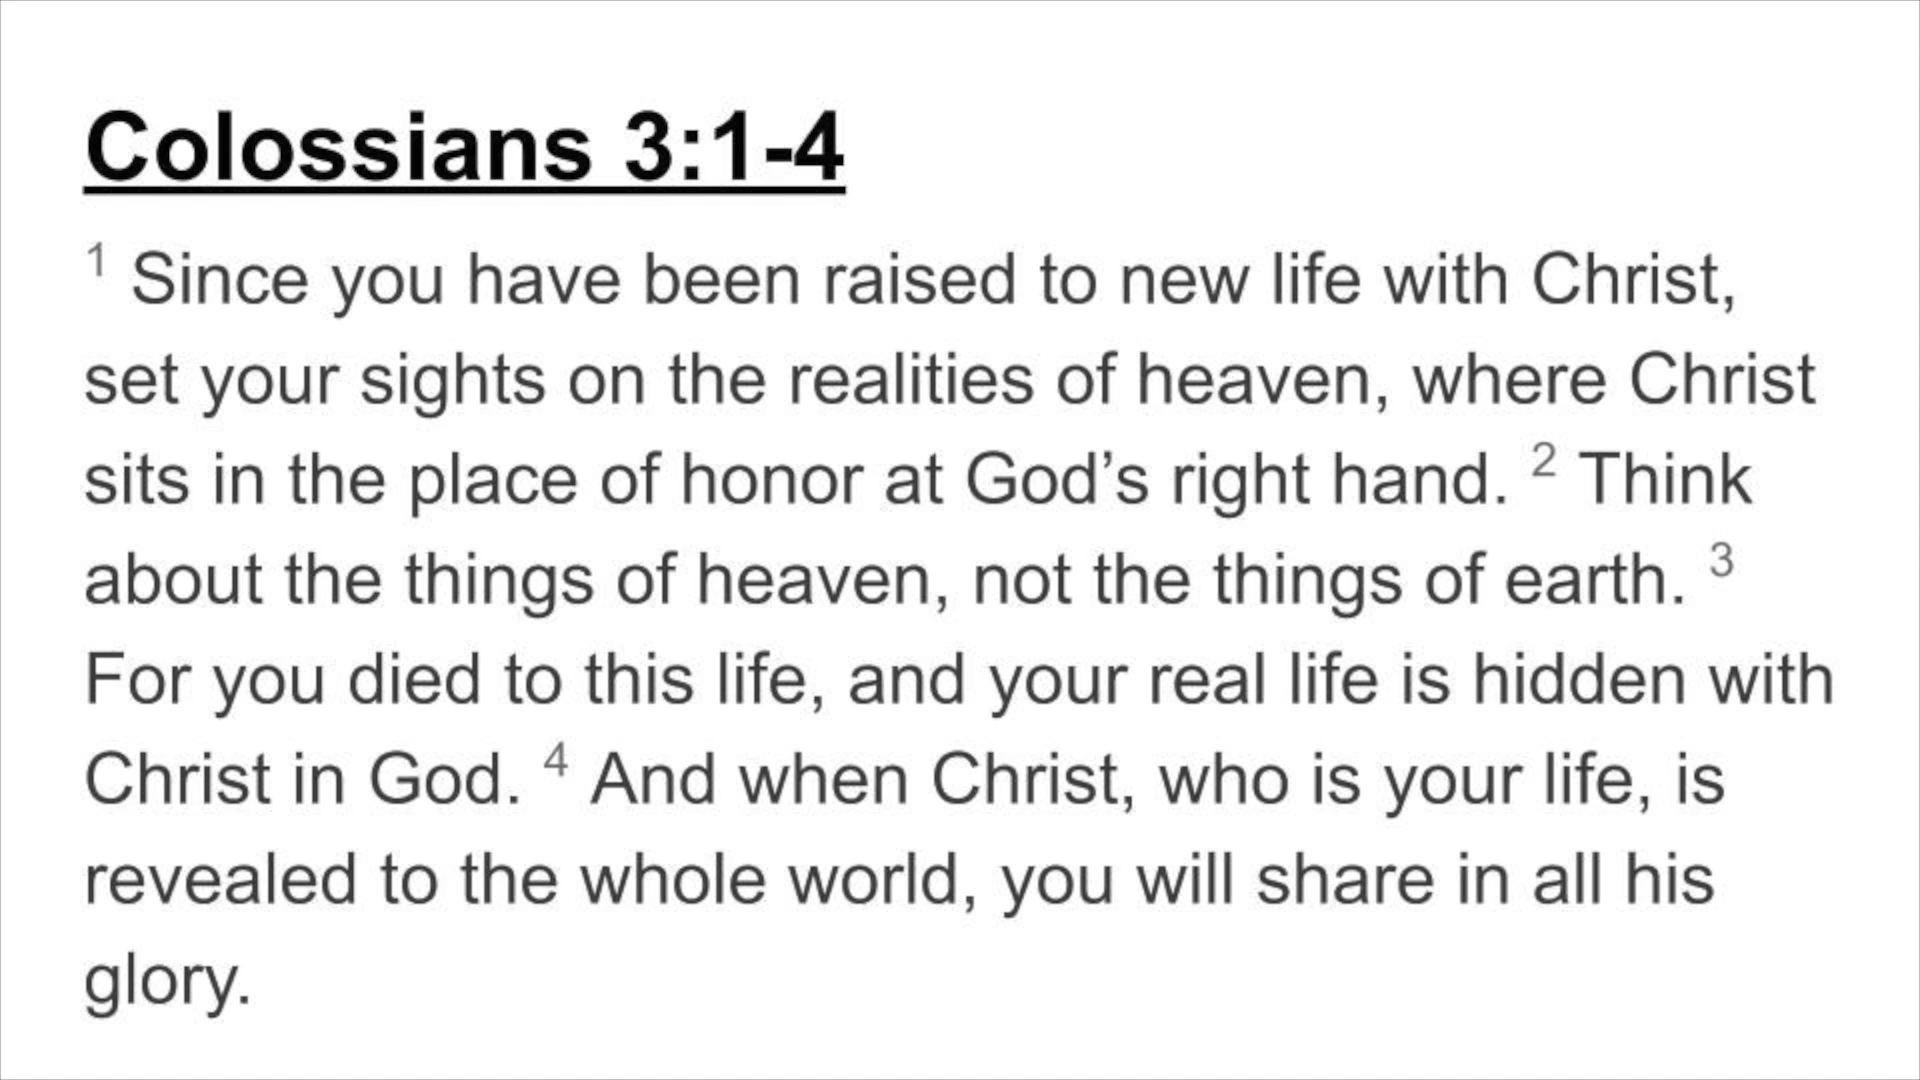 Colossians 3:1-4
1 Since you have been raised to new life with Christ,
set your sights on the realities of heaven, where Christ
sits in the place of honor at God’s right hand. 2 Think
about the things of heaven, not the things of earth. 3
For you died to this life, and your real life is hidden with
Christ in God. 4 And when Christ, who is your life, is
revealed to the whole world, you will share in all his
glory.